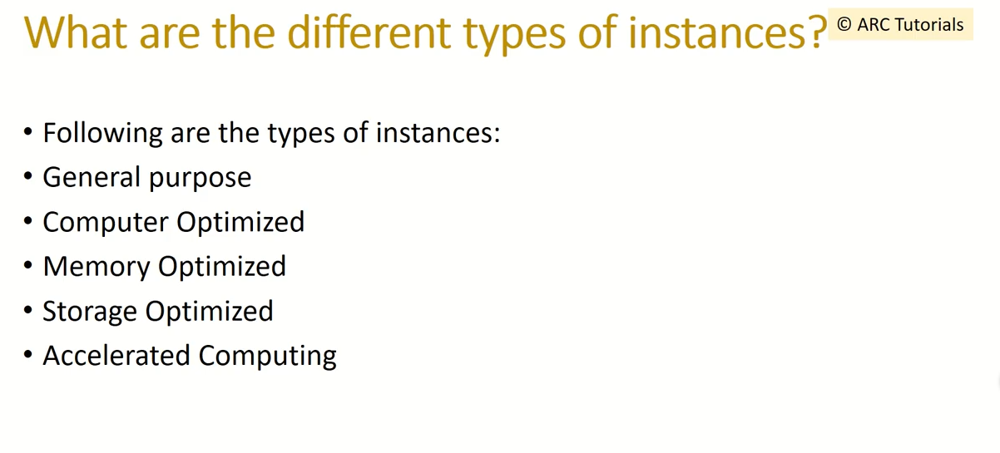 What are the different types of instances?
© ARC Tutorials
• Following are the types of instances:
• General purpose
• Computer Optimized
• Memory Optimized
• Storage Optimized
• Accelerated Computing